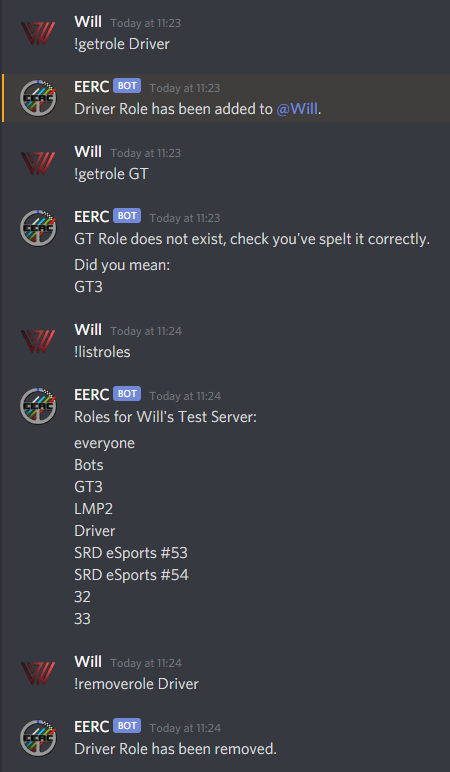 Will Today at 11:23
!getrole Driver
EERC BOT Today at 11:23
Driver Role has been added to @Will.
Will Today at 11:23
!getrole GT
EERC BOT Today at 11:23
GT Role does not exist, check you've spelt it correctly.
Did you mean:
GT3
Will Today at 11:24
!listroles
EERC BOT Today at 11:24
Roles for Will's Test Server:
everyone
Bots
GT3
LMP2
Driver
SRD eSports #53
SRD eSports #54
32
33
Will Today at 11:24
!removerole Driver
EERC BOT Today at 11:24
Driver Role has been removed.